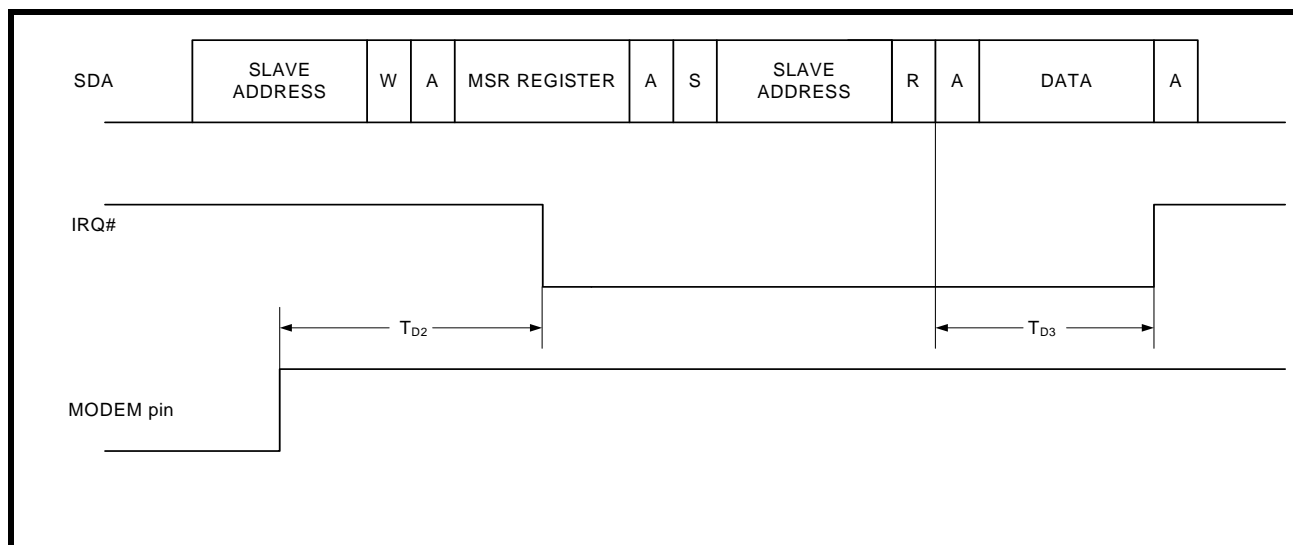 SDA
SLAVE
ADDRESS
W
A
MSR REGISTER
A
S
SLAVE
ADDRESS
R
A
DATA
A
IRQ#
TD2
TD3
MODEM pin